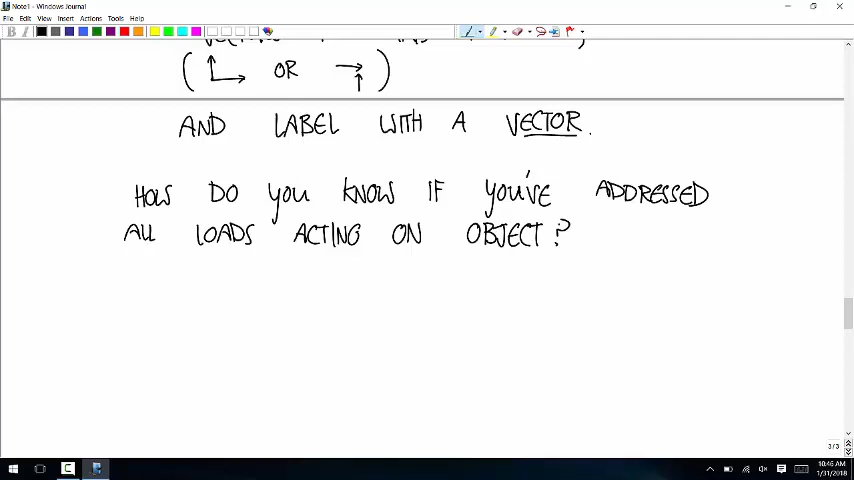 Note1 - Windows Journal
File Edit View Insert Actions Tools Help
B I
( OR )
AND LABEL WITH A VECTOR.
HOW DO YOU KNOW IF YOU'VE ADDRESSED
ALL LOADS ACTING ON OBJECT?
3/3
10:46 AM
1/31/2018